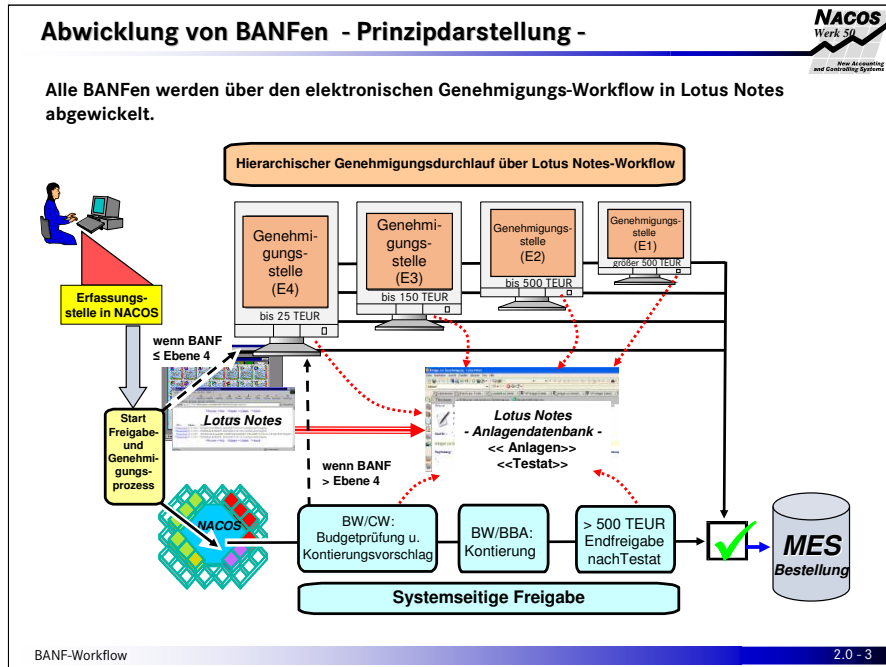 Abwicklung von BANFen - Prinzipdarstellung -
NACOS
Werk 50
New Accounting
and Controlling Systems
Alle BANFen werden über den elektronischen Genehmigungs-Workflow in Lotus Notes
abgewickelt.
Hierarchischer Genehmigungsdurchlauf über Lotus Notes-Workflow
Genehmi-
gungs-
stelle
(E4)
bis 25 TEUR
Genehmi-
gungs-
stelle
(E3)
bis 150 TEUR
Genehmigungs-
stelle
(E2)
bis 500 TEUR
Genehmigungs-
stelle
(E1)
größer 500 TEUR
Erfassungs-
stelle in NACOS
wenn BANF
≤ Ebene 4
Start
Freigabe-
und
Genehmi-
gungs-
prozess
Lotus Notes
Lotus Notes
- Anlagendatenbank -
<< Anlagen>>
<<Testat>>
wenn BANF
> Ebene 4
NACOS
BW/CW:
Budgetprüfung u.
Kontierungsvorschlag
BW/BBA:
Kontierung
> 500 TEUR
Endfreigabe
nachTestat
MES
Bestellung
Systemseitige Freigabe
BANF-Workflow
2.0 - 3